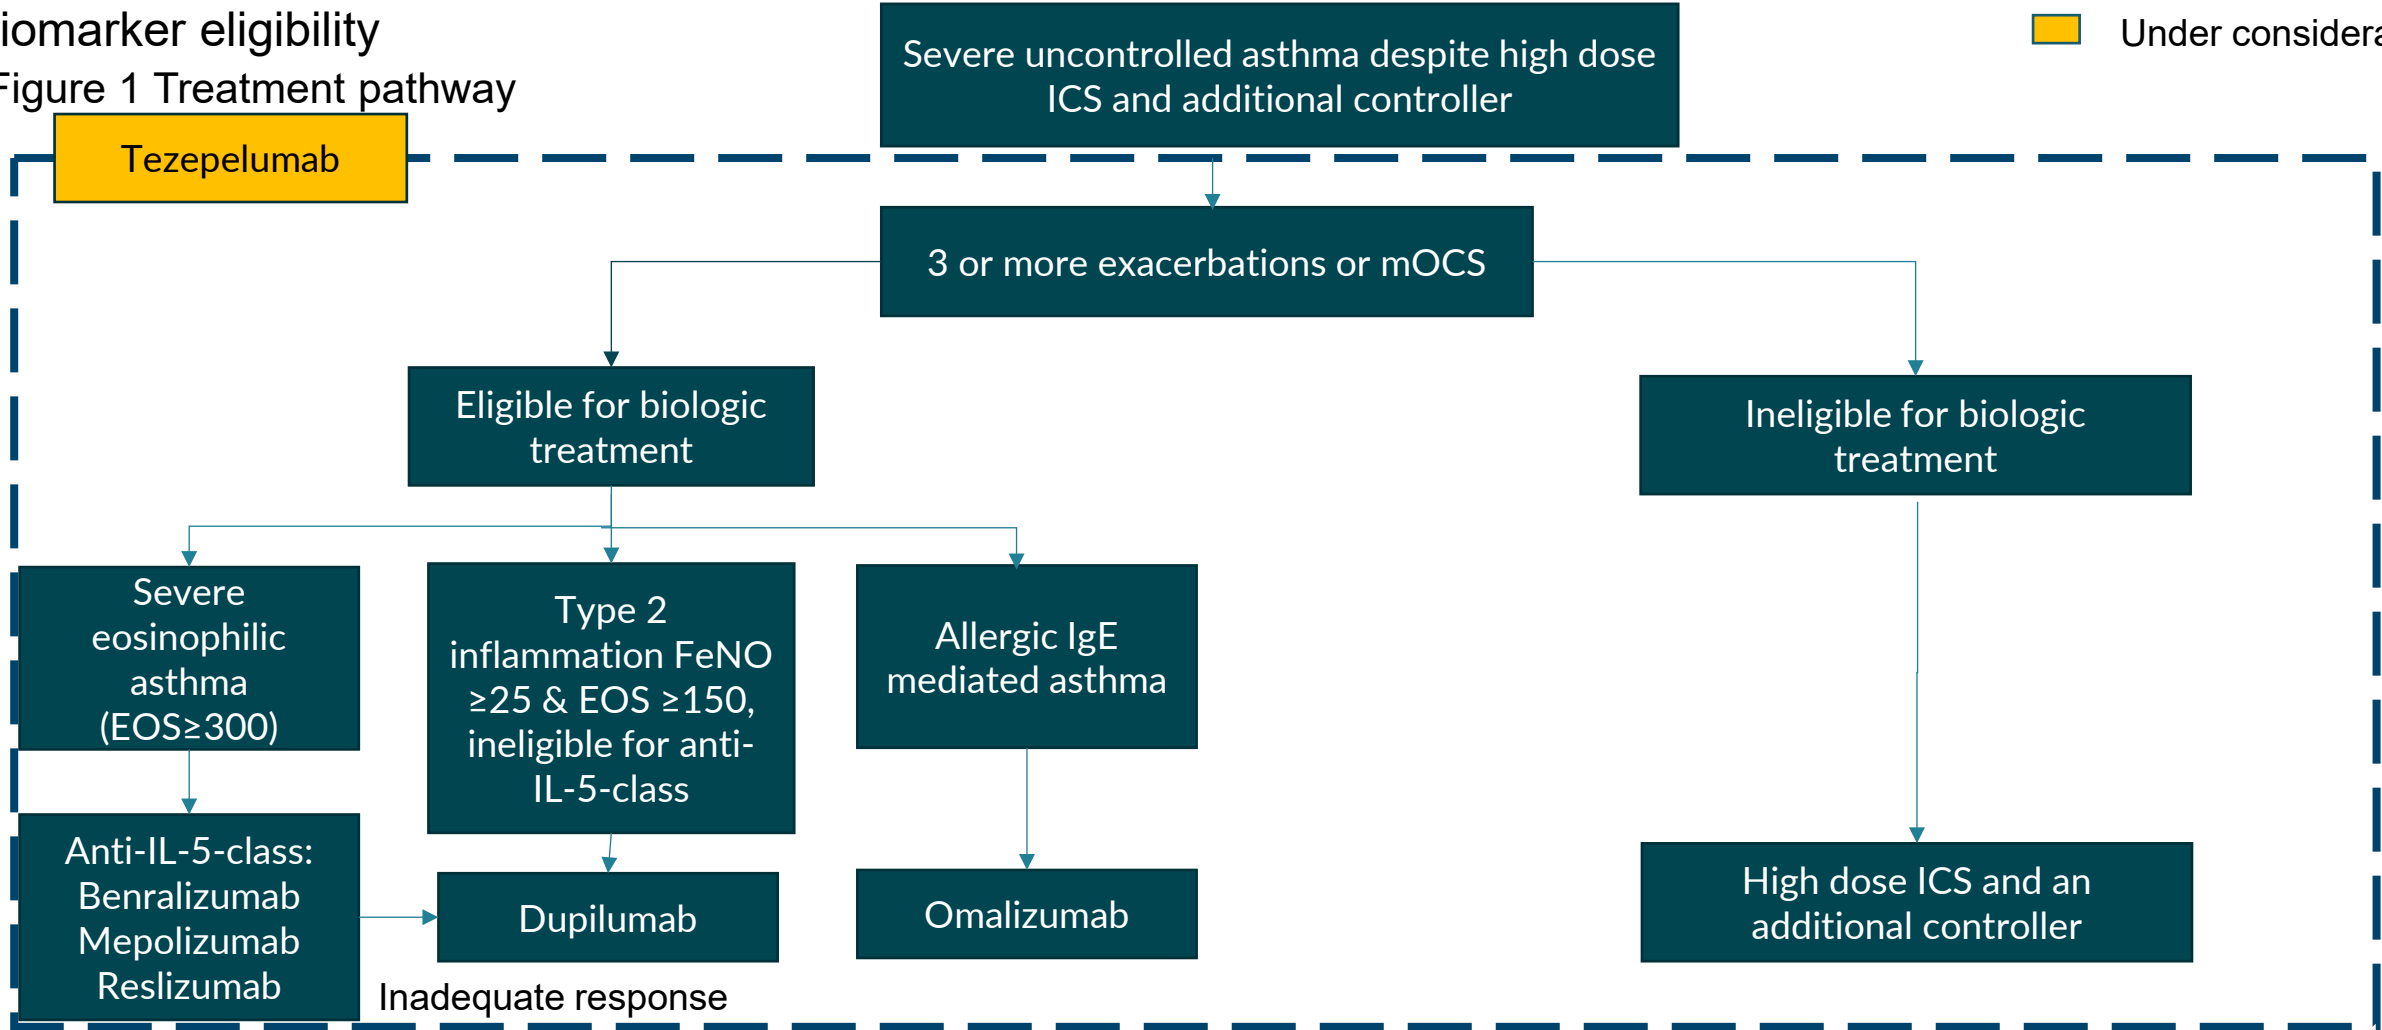 iomarker eligibility
Figure 1 Treatment pathway
Under considera
Severe uncontrolled asthma despite high dose
ICS and additional controller
Tezepelumab
3 or more exacerbations or mOCS
Eligible for biologic
treatment
Ineligible for biologic
treatment
Severe
eosinophilic
asthma
(EOS≥300)
Type 2
inflammation FeNO
≥25 & EOS ≥150,
ineligible for anti-
IL-5-class
Allergic IgE
mediated asthma
Anti-IL-5-class:
Benralizumab
Mepolizumab
Reslizumab
Dupilumab
Omalizumab
High dose ICS and an
additional controller
Inadequate response